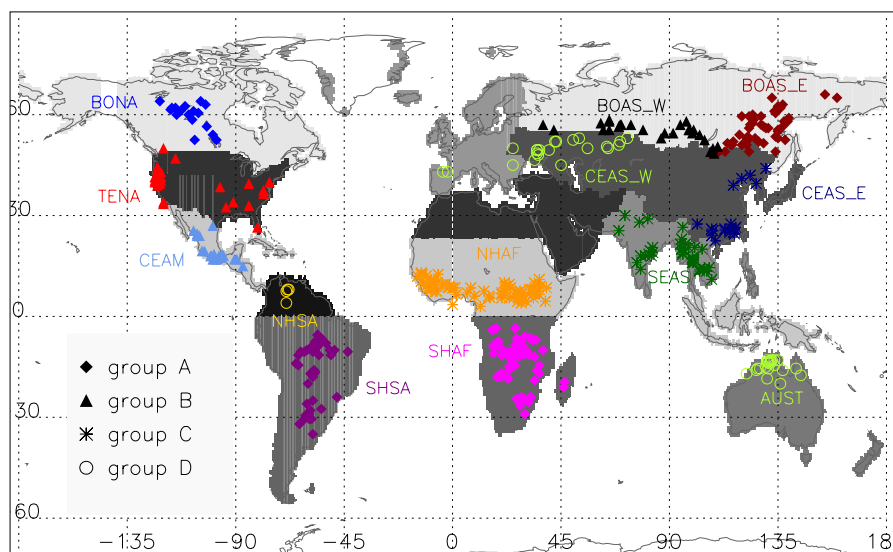 BONA
BOAS_W
BOAS_E
TENA
CEAS_W
CEAS_E
CEAM
NHAF
SEAS
NHSA
SHAF
SHSA
AUST
group A
group B
group C
group D
30
0
30
60
-135
-90
-45
0
45
90
135